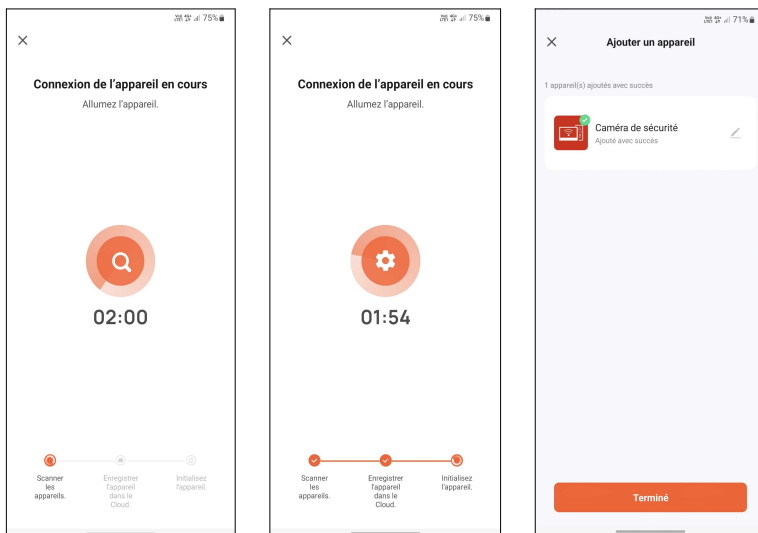 75%
Connexion de l'appareil en cours
Allumez l'appareil.
02:00
Scanner
les
appareils.
Enregistrer
l'appareil
dans le
Cloud.
Initialisez
l'appareil.
75%
Connexion de l'appareil en cours
Allumez l'appareil.
01:54
Scanner
les
appareils.
Enregistrer
l'appareil
dans le
Cloud.
Initialisez
l'appareil.
71%
Ajouter un appareil
1 appareil(s) ajoutés avec succès
Caméra de sécurité
Ajouté avec succès
Terminé